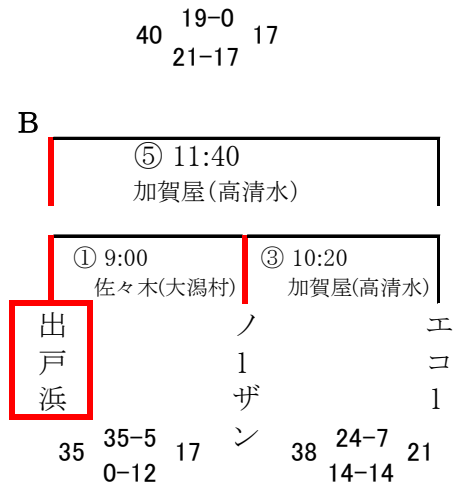 19-0
40 17
21-17
B
⑤ 11:40
加賀屋(高清水)
① 9:00
佐々木(大潟村)
③ 10:20
加賀屋(高清水)
出戸浜
ノーザン
エコー
35-5
35 17
0-12
24-7
38 21
14-14